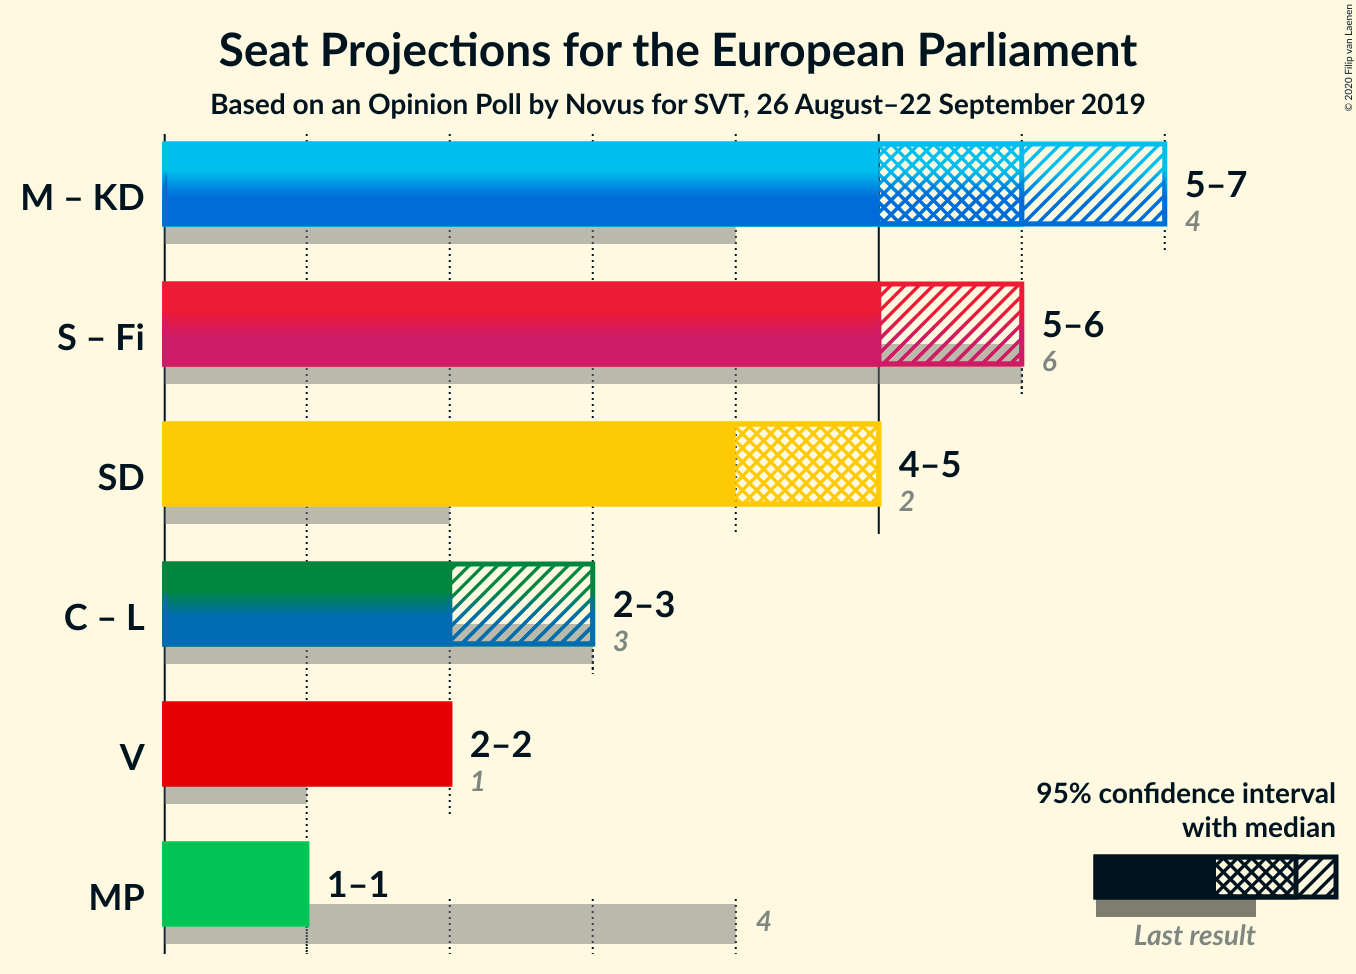 Seat Projections for the European Parliament
Based on an Opinion Poll by Novus for SVT, 26 August–22 September 2019
© 2020 Filip van Laenen
M – KD
5–7
4
S – Fi
5–6
6
SD
4–5
2
C – L
2–3
3
V
2–2
1
MP
1–1
4
95% confidence interval
with median
Last result